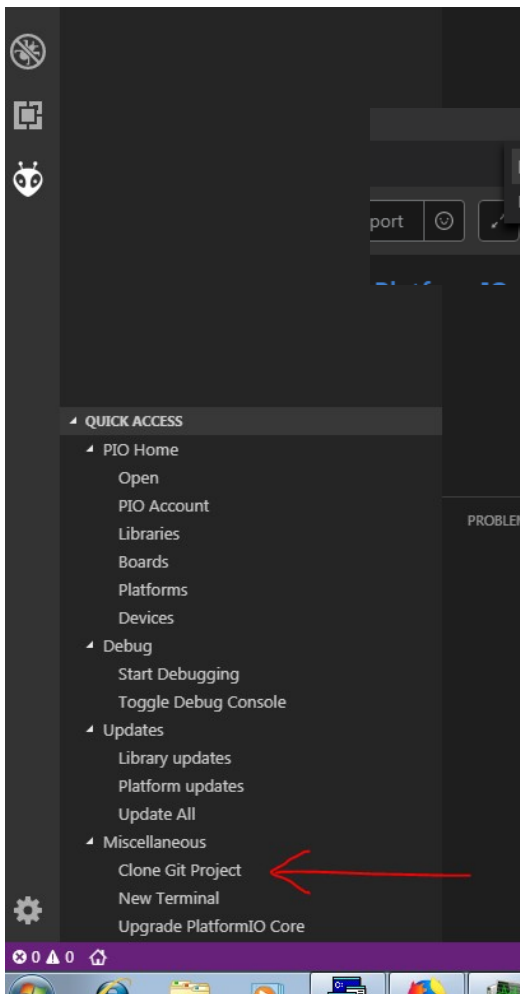 port
QUICK ACCESS
PIO Home
Open
PIO Account
Libraries
Boards
Platforms
Devices
PROBLEM
Debug
Start Debugging
Toggle Debug Console
Updates
Library updates
Platform updates
Update All
Miscellaneous
Clone Git Project
New Terminal
Upgrade PlatformIO Core
0 0